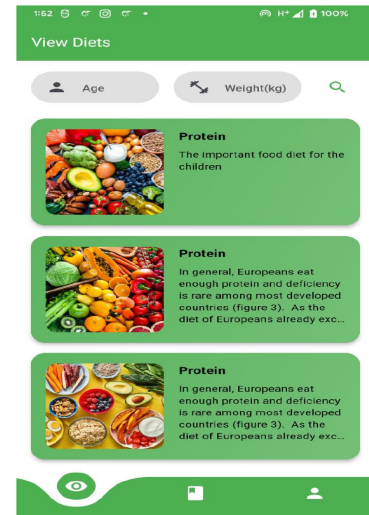 1:52 H+ 100%
View Diets
Age Weight(kg)
Protein
The Important food diet for the
children
Protein
In general, Europeans eat
enough protein and deficiency
is rare among most developed
countries (figure 3). As the
diet of Europeans already exc...
Protein
In general, Europeans eat
enough protein and deficiency
is rare among most developed
countries (figure 3). As the
diet of Europeans already exc...